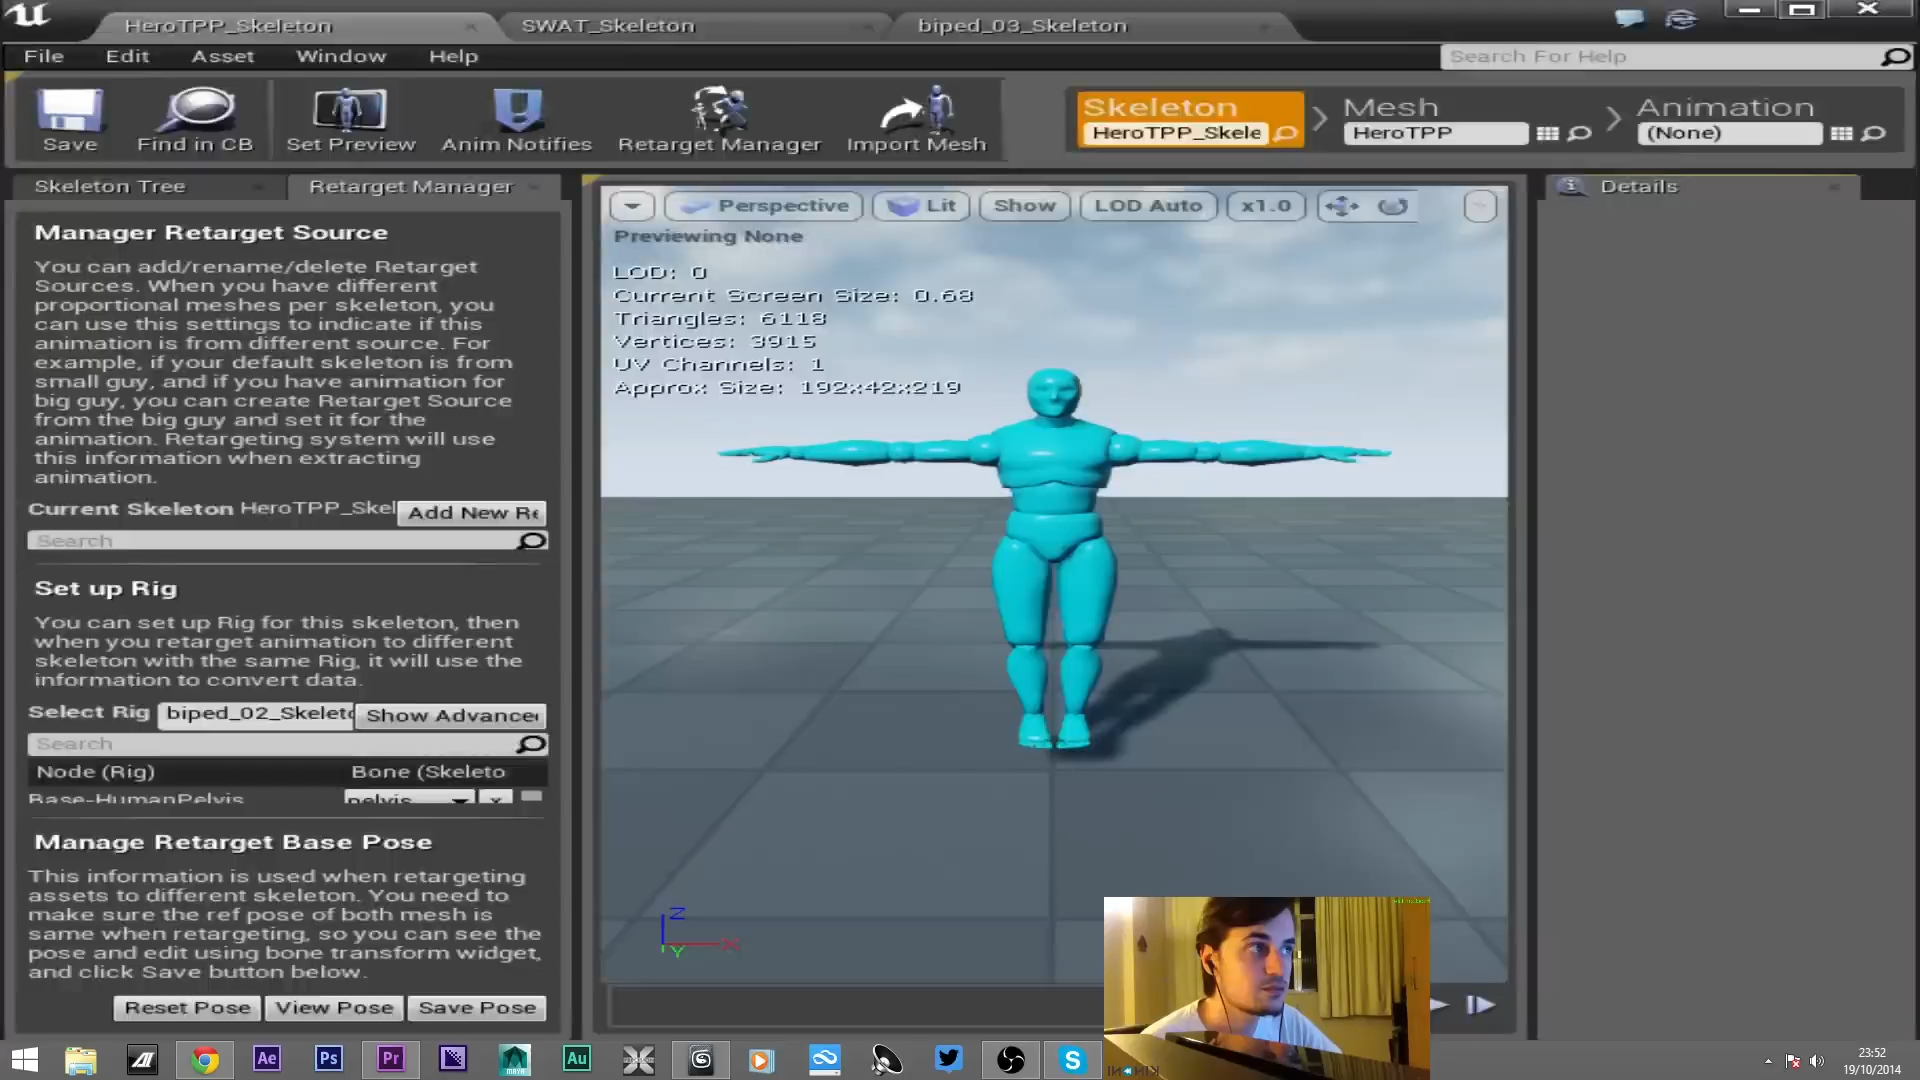 HeroTPP_Skeleton
SWAT_Skeleton
biped_03_Skeleton
File Edit Asset Window Help
Search For Help
Save
Find in CB
Set Preview
Anim Notifies
Retarget Manager
Import Mesh
Skeleton
HeroTPP_Skele
Mesh
HeroTPP
Animation
(None)
Skeleton Tree
Retarget Manager
Manager Retarget Source
You can add/rename/delete Retarget
Sources. When you have different
proportional meshes per skeleton, you
can use this settings to indicate if this
animation is from different source. For
example, if your default skeleton is from
small guy, and if you have animation for
big guy, you can create Retarget Source
from the big guy and set it for the
animation. Retargeting system will use
this information when extracting
animation.
Current Skeleton HeroTPP_Skel
Add New Re
Search
Set up Rig
You can set up Rig for this skeleton, then
when you retarget animation to different
skeleton with the same Rig, it will use the
information to convert data.
Select Rig biped_02_Skeleto Show Advance
Search
Node (Rig) Bone (Skeleto
Base-HumanPelvis pelvis x
Manage Retarget Base Pose
This information is used when retargeting
assets to different skeleton. You need to
make sure the ref pose of both mesh is
same when retargeting, so you can see the
pose and edit using bone transform widget,
and click Save button below.
Reset Pose View Pose Save Pose
Perspective Lit Show LOD Auto x1.0
Previewing None
LOD: 0
Current Screen Size: 0.68
Triangles: 6118
Vertices: 3915
UV Channels: 1
Approx Size: 192x42x219
Z
X
Y
Details
Ae Ps Pr MAYA Au S
23:52
19/10/2014